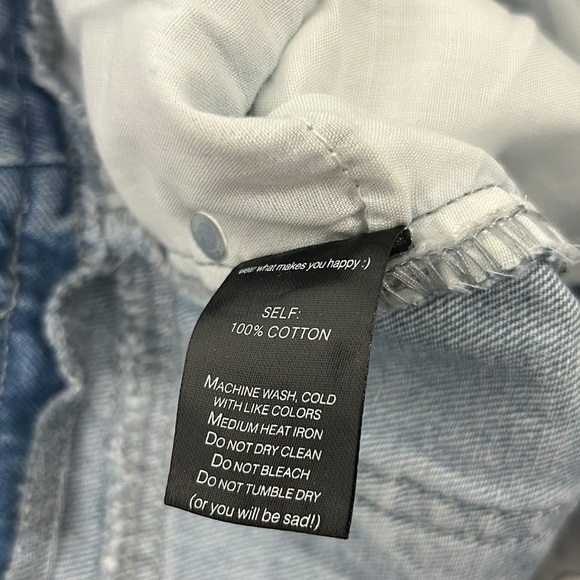 wear what makes you happy :)
SELF:
100% COTTON
MACHINE WASH, COLD
WITH LIKE COLORS
MEDIUM HEAT IRON
DO NOT DRY CLEAN
DO NOT BLEACH
DO NOT TUMBLE DRY
(or you will be sad!)